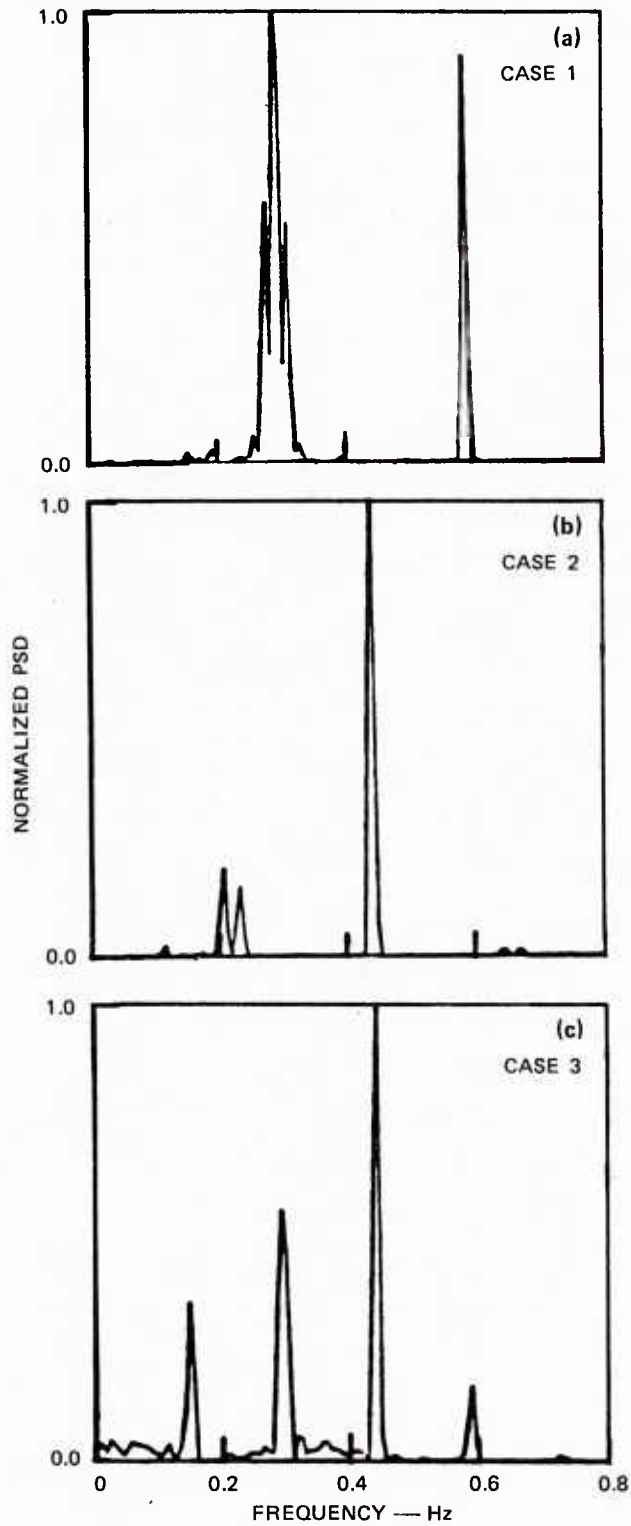 1.0
(a)
CASE 1
0.0
1.0
(b)
CASE 2
NORMALIZED PSD
0.0
1.0
(c)
CASE 3
0.0
0 0.2 0.4 0.6 0.8
FREQUENCY — Hz